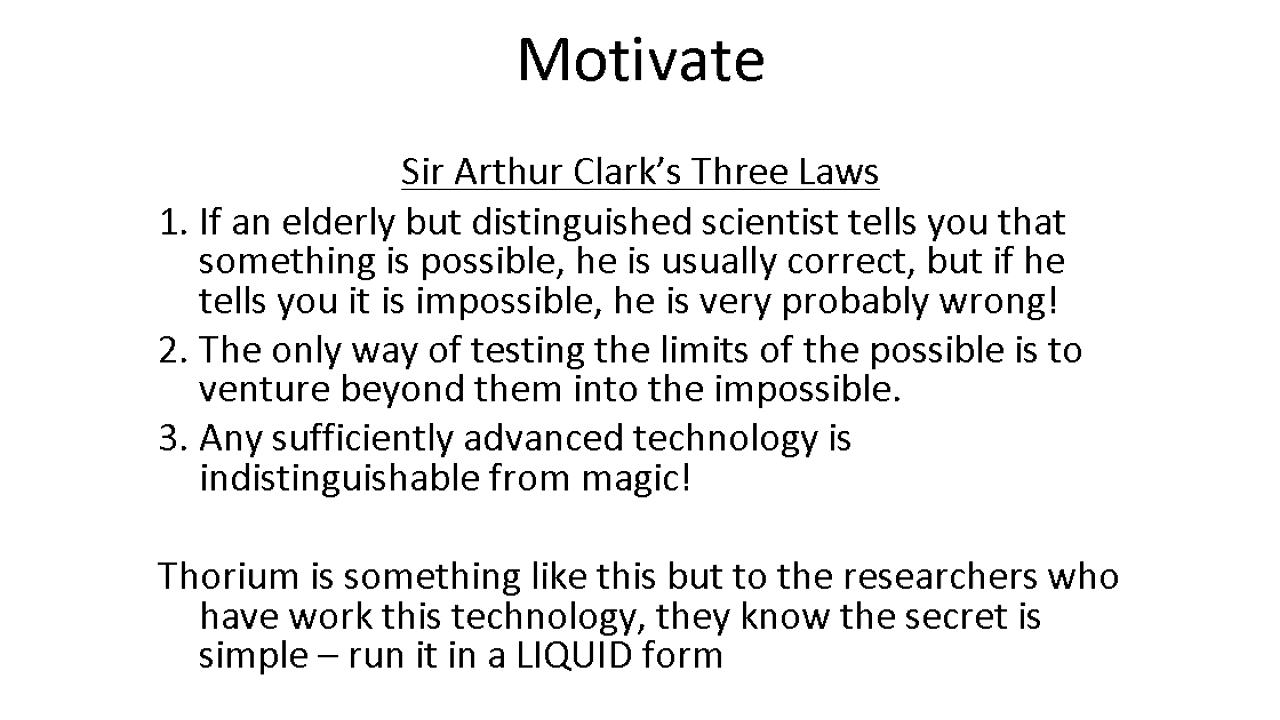 Motivate
Sir Arthur Clark’s Three Laws
1. If an elderly but distinguished scientist tells you that
something is possible, he is usually correct, but if he
tells you it is impossible, he is very probably wrong!
2. The only way of testing the limits of the possible is to
venture beyond them into the impossible.
3. Any sufficiently advanced technology is
indistinguishable from magic!
Thorium is something like this but to the researchers who
have work this technology, they know the secret is
simple – run it in a LIQUID form